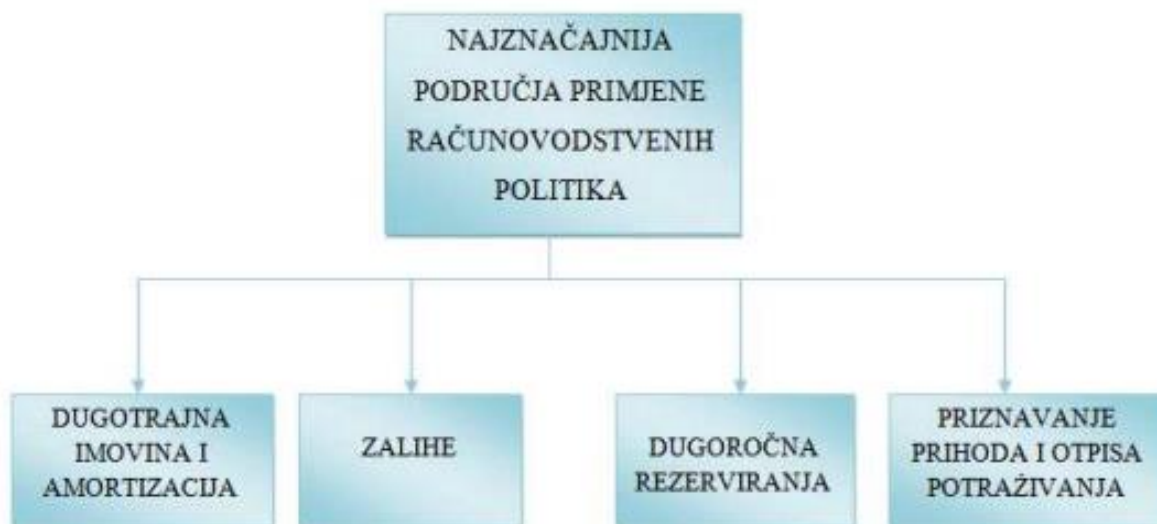 NAJZNAČAJNIJA
PODRUČJA PRIMJENE
RAČUNOVODSTVENIH
POLITIKA
DUGOTRAJNA
IMOVINA I
AMORTIZACIJA
ZALIHE
DUGOROČNA
REZERVIRANJA
PRIZNAVANJE
PRIHODA I OTPISA
POTRAŽIVANJA